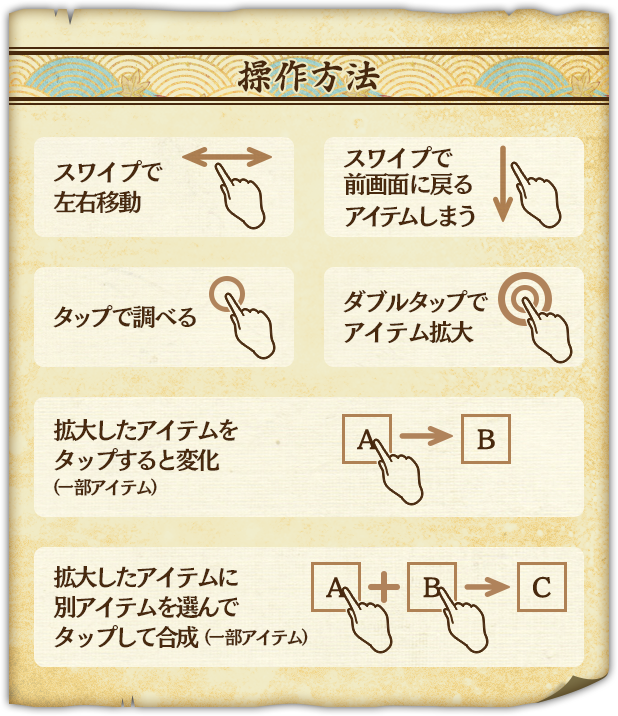 操作方法
スワイプで
左右移動
スワイプで
前画面に戻る
アイテムしまう
タップで調べる
ダブルタップで
アイテム拡大
拡大したアイテムを
タップすると変化
(一部アイテム)
A
B
拡大したアイテムに
別アイテムを選んで
タップして合成 (一部アイテム)
A
B
C